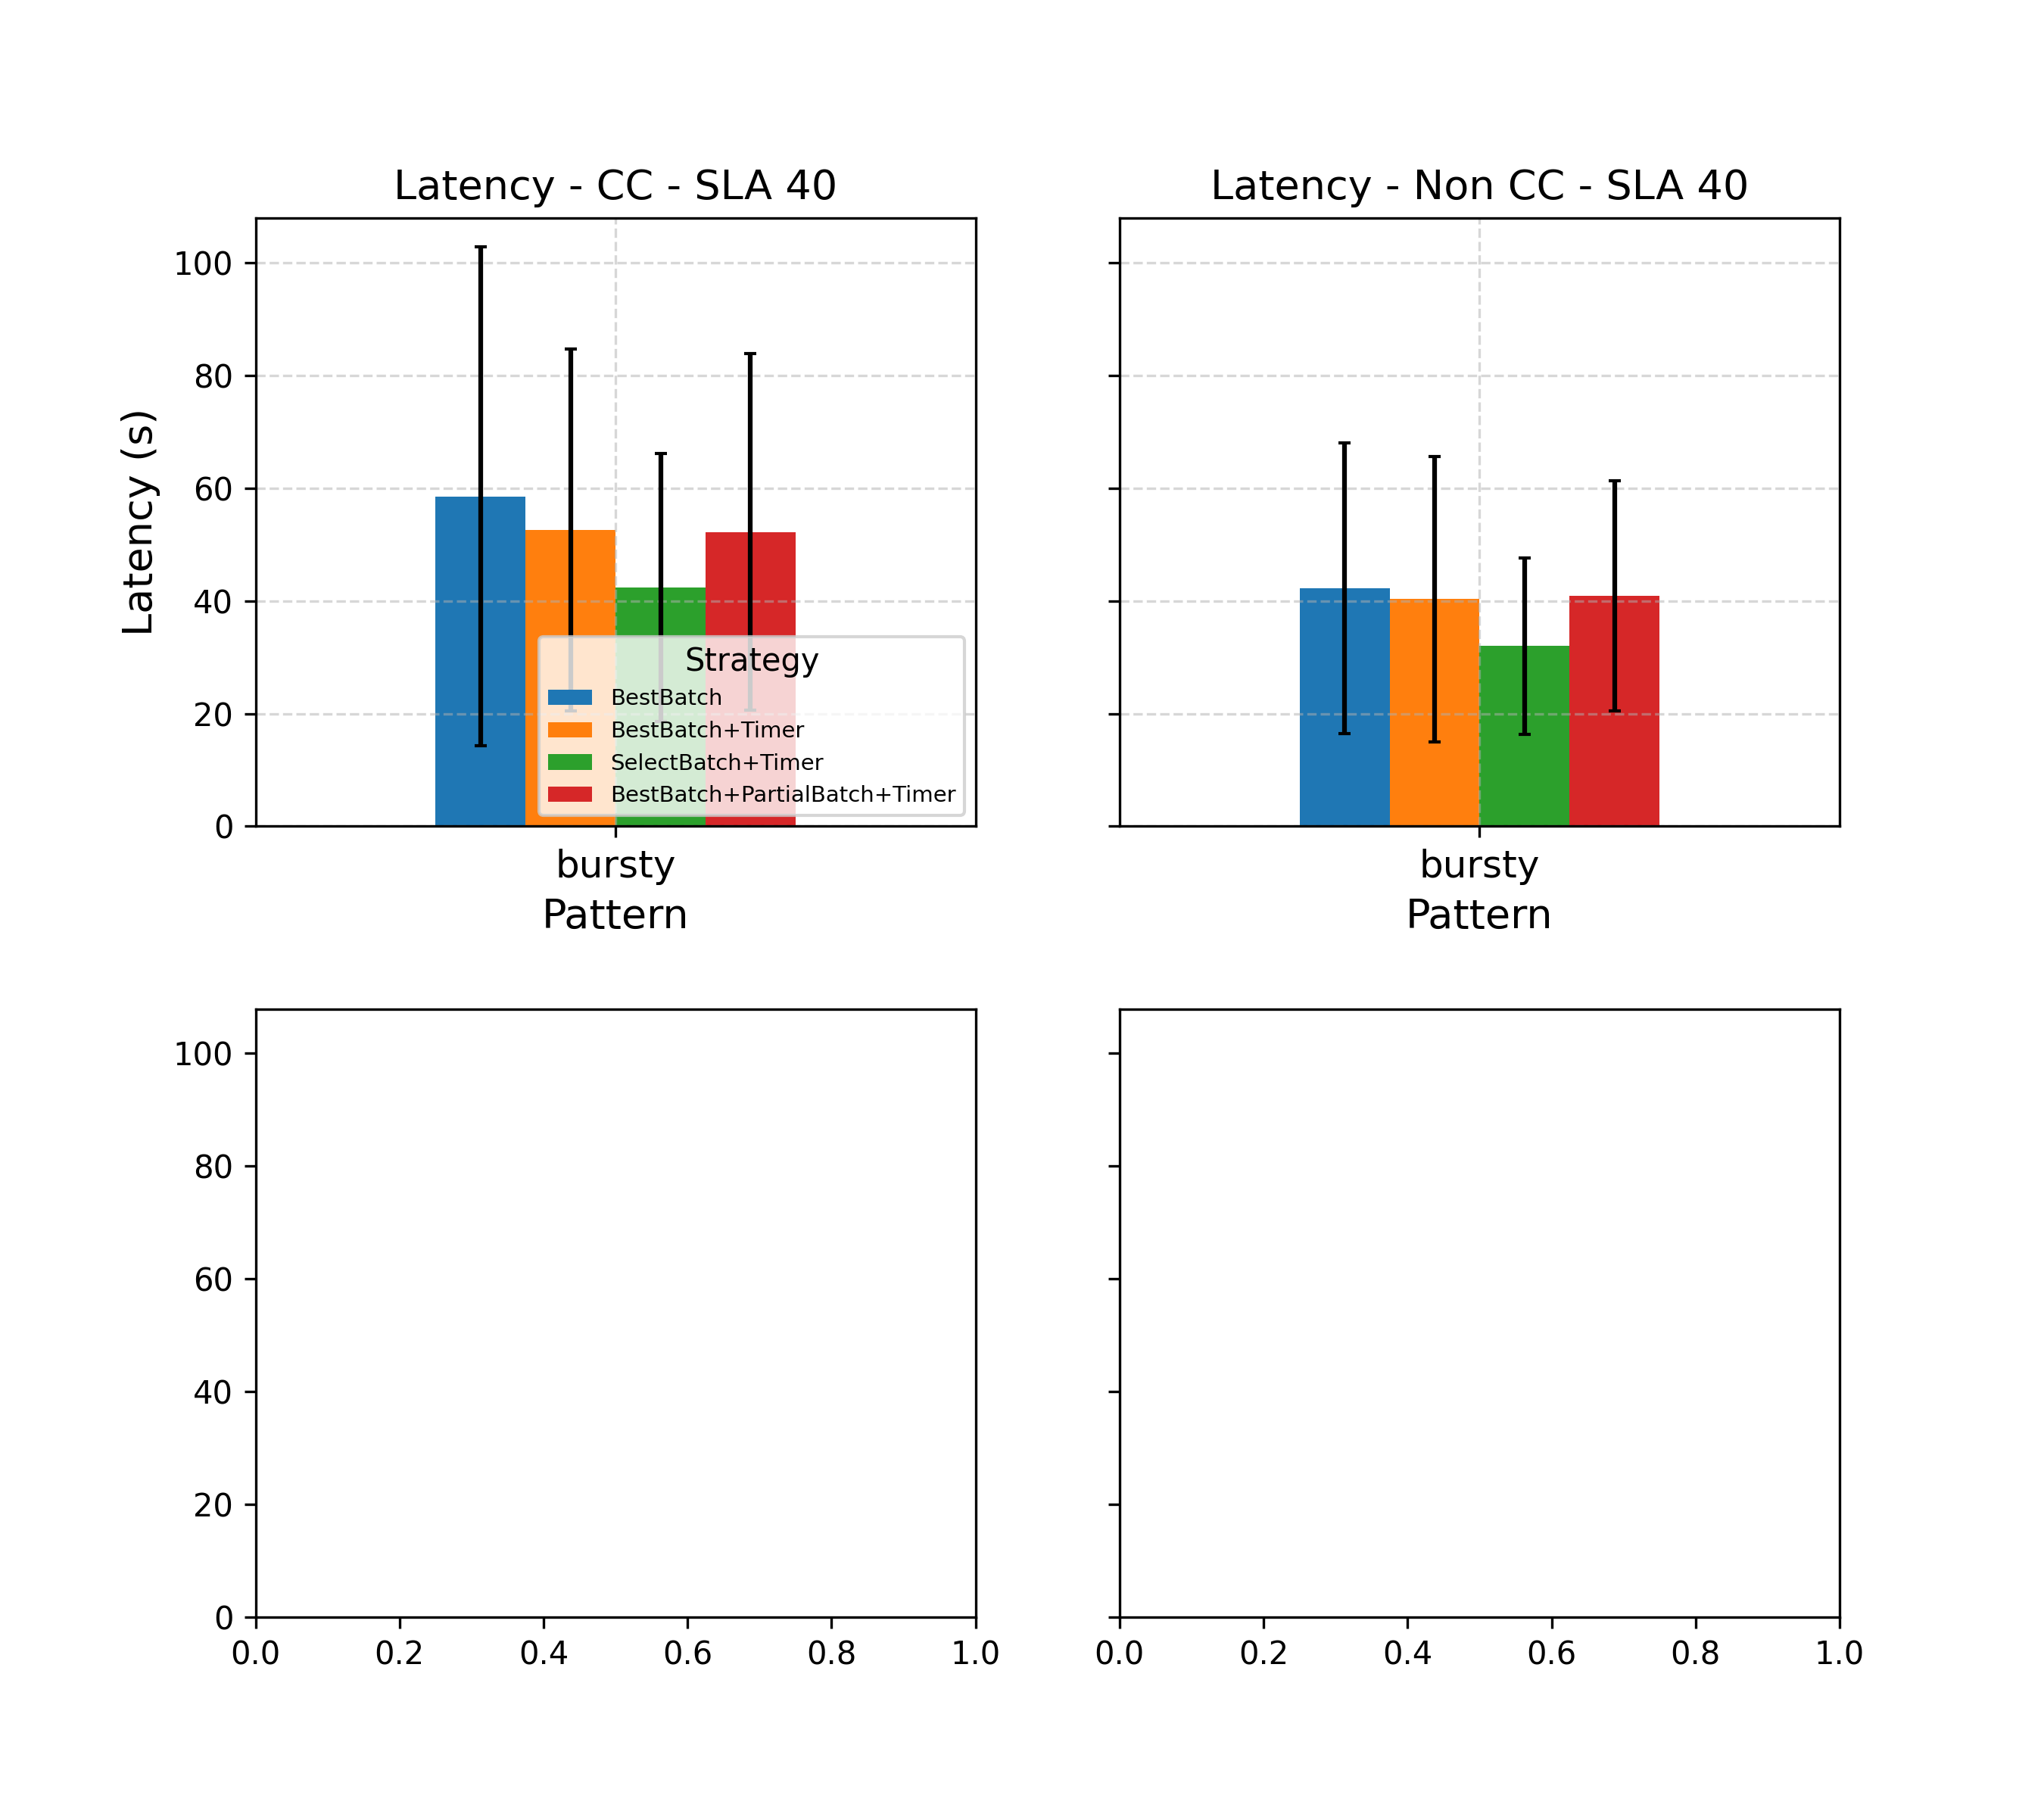 Latency - CC - SLA 40
Latency - Non CC - SLA 40
Latency (s)
100
80
60
40
20
0
Strategy
BestBatch
BestBatch+Timer
SelectBatch+Timer
BestBatch+PartialBatch+Timer
bursty
Pattern
bursty
Pattern
100
80
60
40
20
0
0.0 0.2 0.4 0.6 0.8 1.0
0.0 0.2 0.4 0.6 0.8 1.0